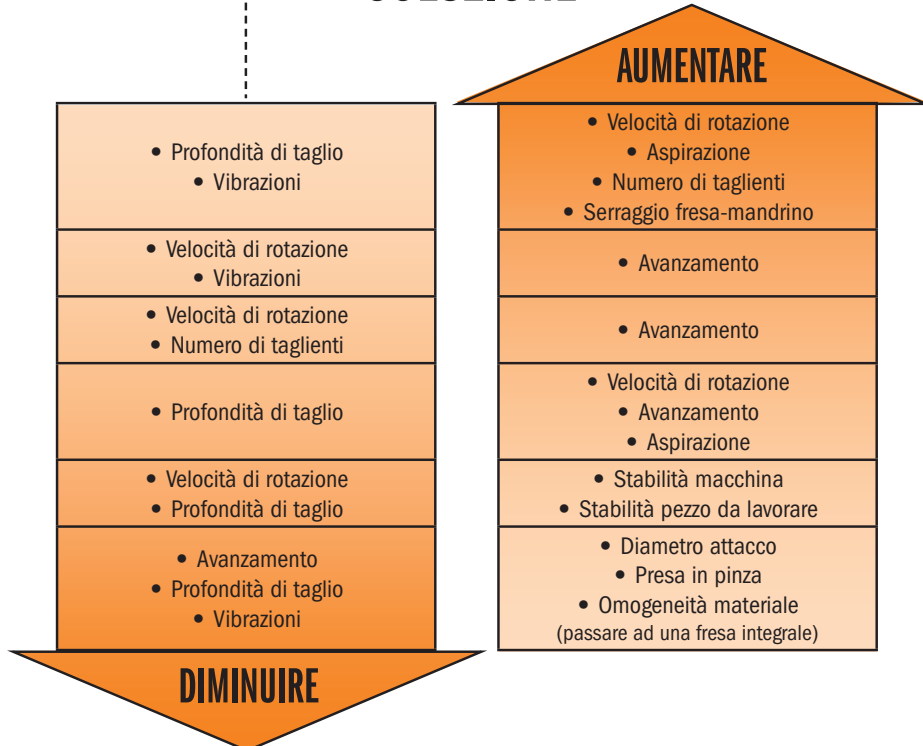 AUMENTARE
• Profondità di taglio
• Vibrazioni
• Velocità di rotazione
• Aspirazione
• Numero di taglienti
• Serraggio fresa-mandrino
• Velocità di rotazione
• Vibrazioni
• Avanzamento
• Velocità di rotazione
• Numero di taglienti
• Avanzamento
• Profondità di taglio
• Velocità di rotazione
• Avanzamento
• Aspirazione
• Velocità di rotazione
• Profondità di taglio
• Stabilità macchina
• Stabilità pezzo da lavorare
• Avanzamento
• Profondità di taglio
• Vibrazioni
• Diametro attacco
• Presa in pinza
• Omogeneità materiale
(passare ad una fresa integrale)
DIMINUIRE